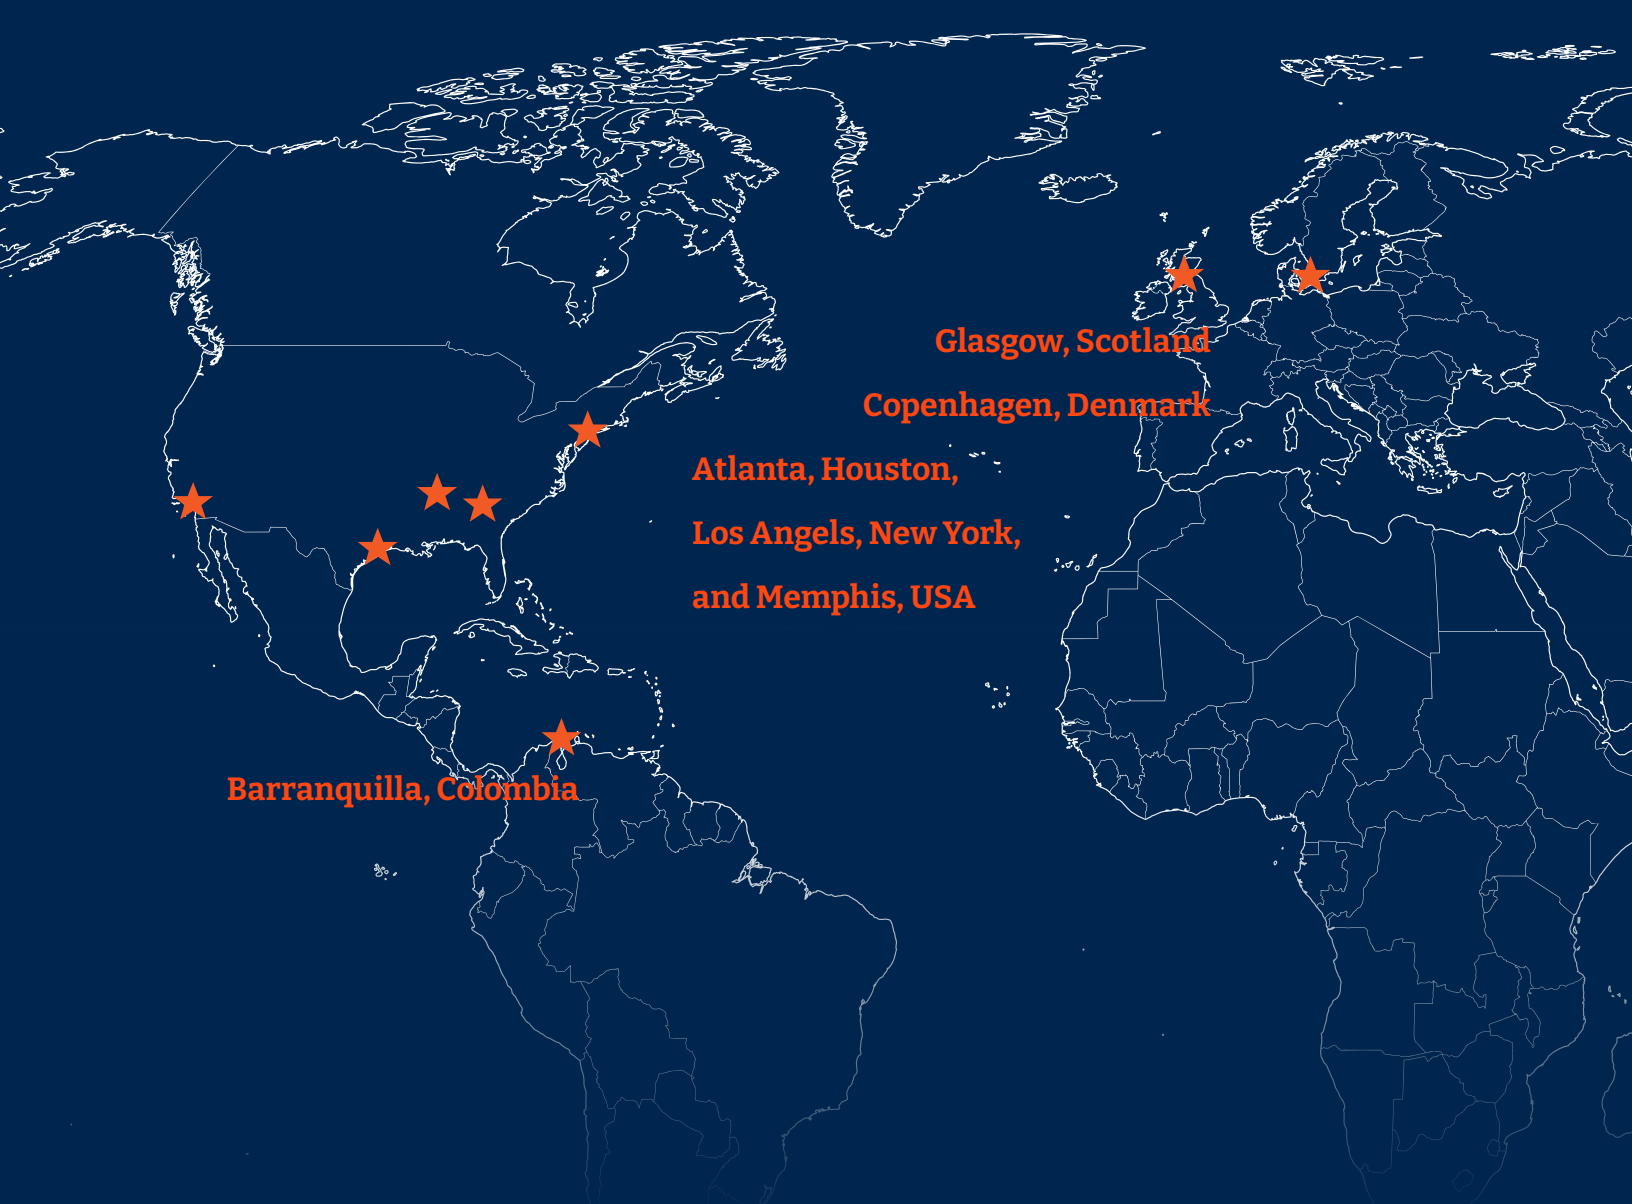 Glasgow, Scotland
Copenhagen, Denmark
Atlanta, Houston,
Los Angels, New York,
and Memphis, USA
Barranquilla, Colombia